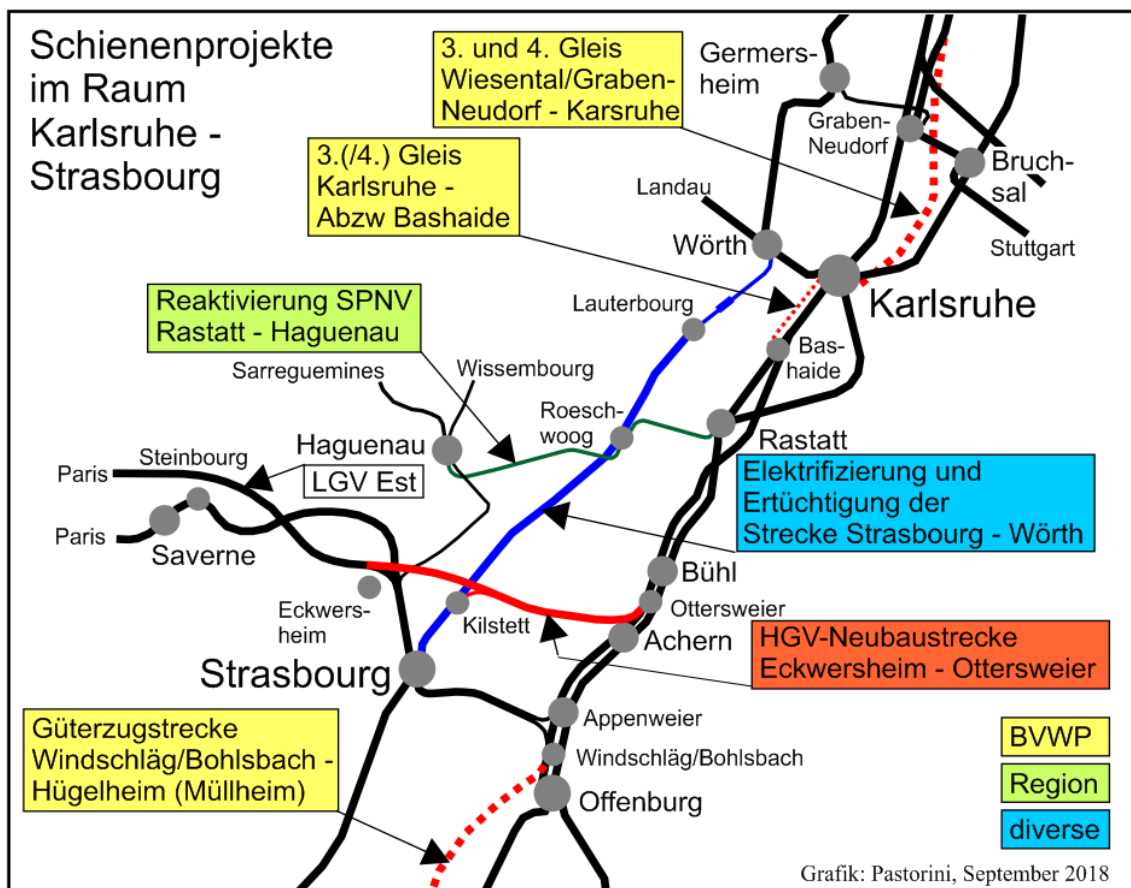 Schienenprojekte
im Raum
Karlsruhe -
Strasbourg
3. und 4. Gleis
Wiesental/Graben-
Neudorf - Karsruhe
3.(/4.) Gleis
Karlsruhe -
Abzw Bashaide
Germers-
heim
Graben-
Neudorf
Bruch-
sal
Landau
Wörth
Stuttgart
Karlsruhe
Reaktivierung SPNV
Rastatt - Haguenau
Lauterbourg
Bas-
haide
Sarreguemines
Wissembourg
Roesch-
woog
Haguenau
Rastatt
Steinbourg
Paris
LGV Est
Elektrifizierung und
Ertüchtigung der
Strecke Strasbourg - Wörth
Paris
Saverne
Bühl
Eckwers-
heim
Kilstett
Ottersweier
Achern
HGV-Neubaustrecke
Eckwersheim - Ottersweier
Strasbourg
Güterzugstrecke
Windschläg/Bohlsbach -
Hügelheim (Müllheim)
Appenweier
Windschläg/Bohlsbach
Offenburg
BVWP
Region
diverse
Grafik: Pastorini, September 2018